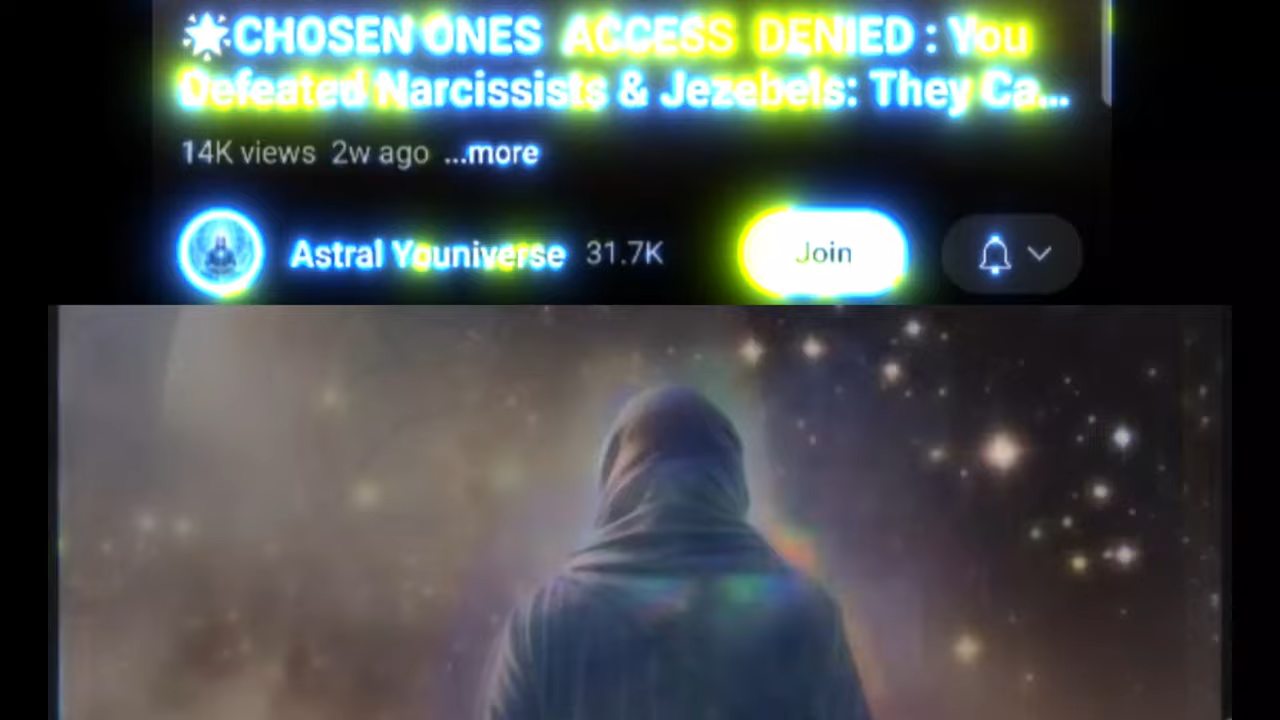 🌟CHOSEN ONES ACCESS DENIED : You
Defeated Narcissists & Jezebels: They Ca...
14K views 2w ago ...more
Astral Youniverse 31.7K
Join